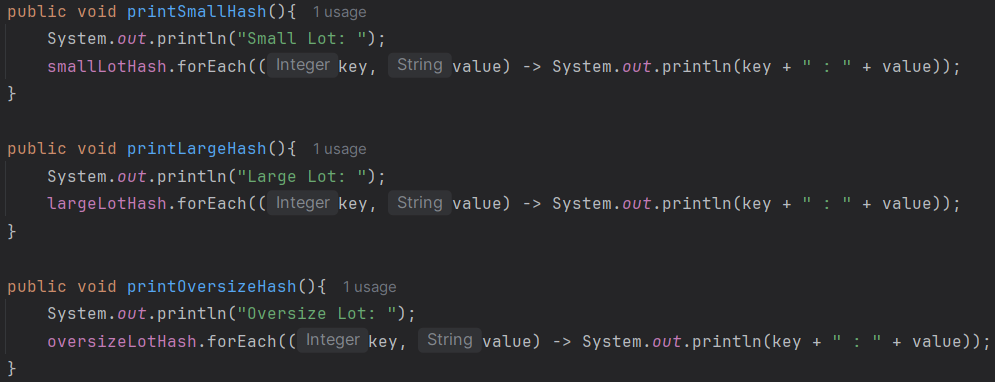 public void printSmallHash(){ 1 usage
    System.out.println("Small Lot: ");
    smallLotHash.forEach(( Integer key, String value) -> System.out.println(key + " : " + value));
}
public void printLargeHash(){ 1 usage
    System.out.println("Large Lot: ");
    largeLotHash.forEach(( Integer key, String value) -> System.out.println(key + " : " + value));
}
public void printOversizeHash(){ 1 usage
    System.out.println("Oversize Lot: ");
    oversizeLotHash.forEach(( Integer key, String value) -> System.out.println(key + " : " + value));
}